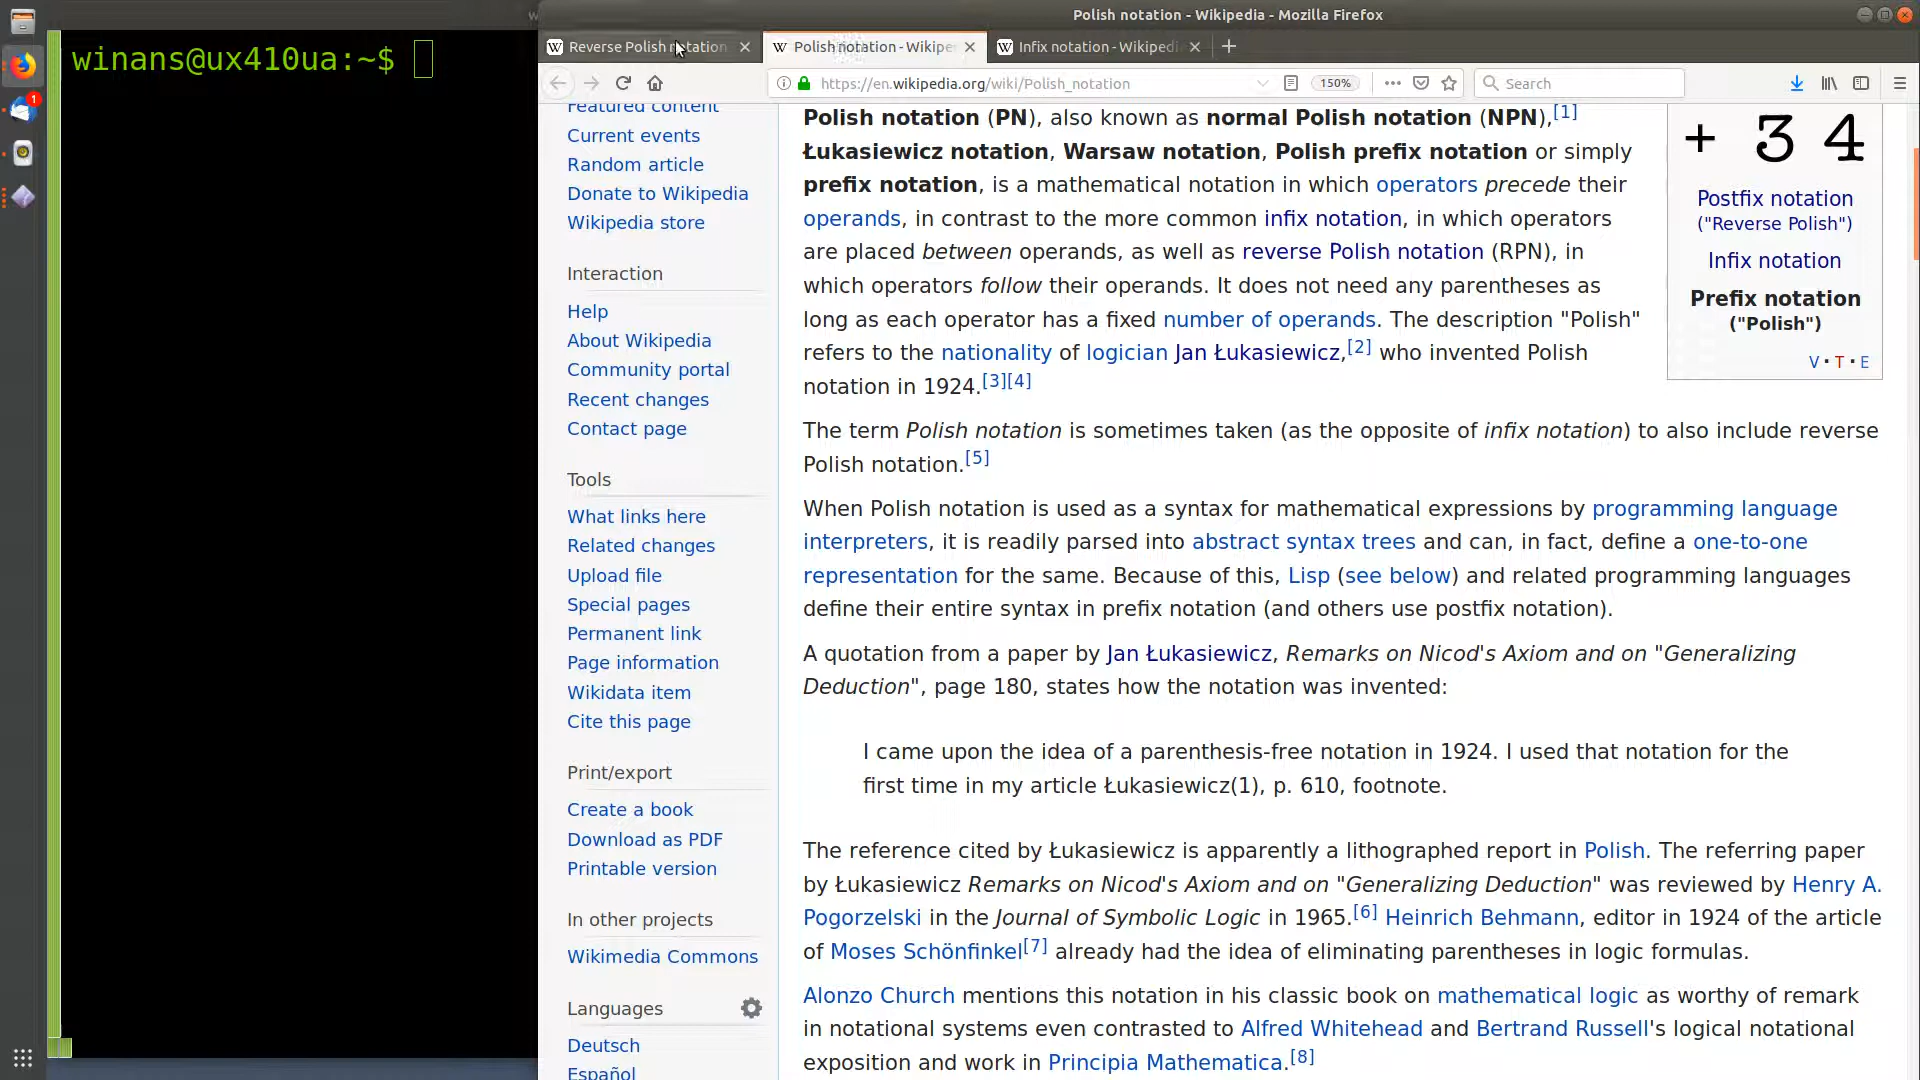 Polish notation - Wikipedia - Mozilla Firefox
winans@ux410ua:~$
Reverse Polish notation
Polish notation - Wikipe
Infix notation - Wikipedi
https://en.wikipedia.org/wiki/Polish_notation
150%
Search
1
Featured content
Current events
Random article
Donate to Wikipedia
Wikipedia store
Interaction
Help
About Wikipedia
Community portal
Recent changes
Contact page
Tools
What links here
Related changes
Upload file
Special pages
Permanent link
Page information
Wikidata item
Cite this page
Print/export
Create a book
Download as PDF
Printable version
In other projects
Wikimedia Commons
Languages
Deutsch
Español
Polish notation (PN), also known as normal Polish notation (NPN),[1]
Łukasiewicz notation, Warsaw notation, Polish prefix notation or simply
prefix notation, is a mathematical notation in which operators precede their
operands, in contrast to the more common infix notation, in which operators
are placed between operands, as well as reverse Polish notation (RPN), in
which operators follow their operands. It does not need any parentheses as
long as each operator has a fixed number of operands. The description "Polish"
refers to the nationality of logician Jan Łukasiewicz,[2] who invented Polish
notation in 1924.[3][4]
+ 3 4
Postfix notation
("Reverse Polish")
Infix notation
Prefix notation
("Polish")
V · T · E
The term Polish notation is sometimes taken (as the opposite of infix notation) to also include reverse
Polish notation.[5]
When Polish notation is used as a syntax for mathematical expressions by programming language
interpreters, it is readily parsed into abstract syntax trees and can, in fact, define a one-to-one
representation for the same. Because of this, Lisp (see below) and related programming languages
define their entire syntax in prefix notation (and others use postfix notation).
A quotation from a paper by Jan Łukasiewicz, Remarks on Nicod's Axiom and on "Generalizing
Deduction", page 180, states how the notation was invented:
I came upon the idea of a parenthesis-free notation in 1924. I used that notation for the
first time in my article Łukasiewicz(1), p. 610, footnote.
The reference cited by Łukasiewicz is apparently a lithographed report in Polish. The referring paper
by Łukasiewicz Remarks on Nicod's Axiom and on "Generalizing Deduction" was reviewed by Henry A.
Pogorzelski in the Journal of Symbolic Logic in 1965.[6] Heinrich Behmann, editor in 1924 of the article
of Moses Schönfinkel[7] already had the idea of eliminating parentheses in logic formulas.
Alonzo Church mentions this notation in his classic book on mathematical logic as worthy of remark
in notational systems even contrasted to Alfred Whitehead and Bertrand Russell's logical notational
exposition and work in Principia Mathematica.[8]